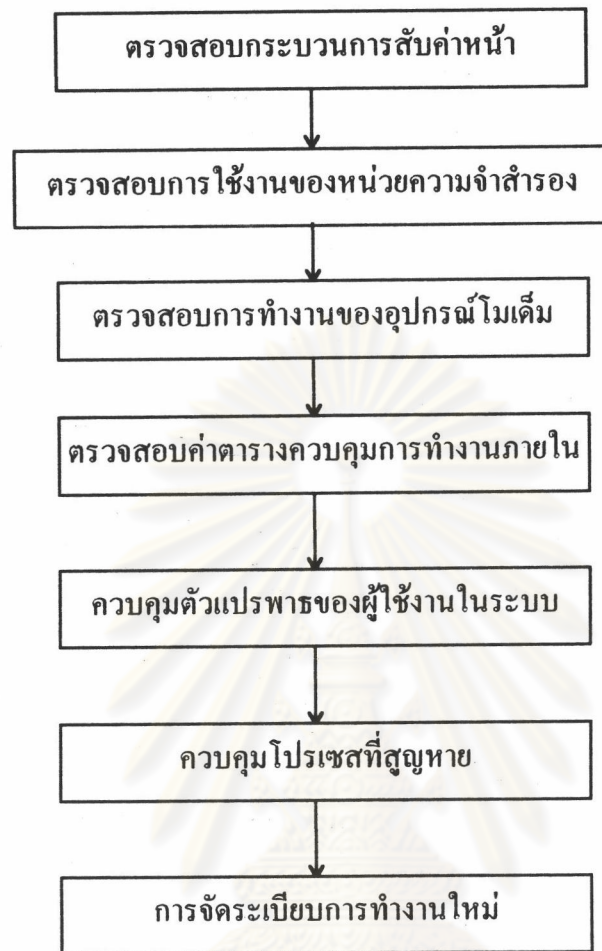 ตรวจสอบกระบวนการสับค่าหน้า
ตรวจสอบการใช้งานของหน่วยความจำสำรอง
ตรวจสอบการทำงานของอุปกรณ์โมเด็ม
ตรวจสอบค่าตารางควบคุมการทำงานภายใน
ควบคุมตัวแปรพาธของผู้ใช้งานในระบบ
ควบคุมโปรเซสที่สูญหาย
การจัดระเบียบการทำงานใหม่